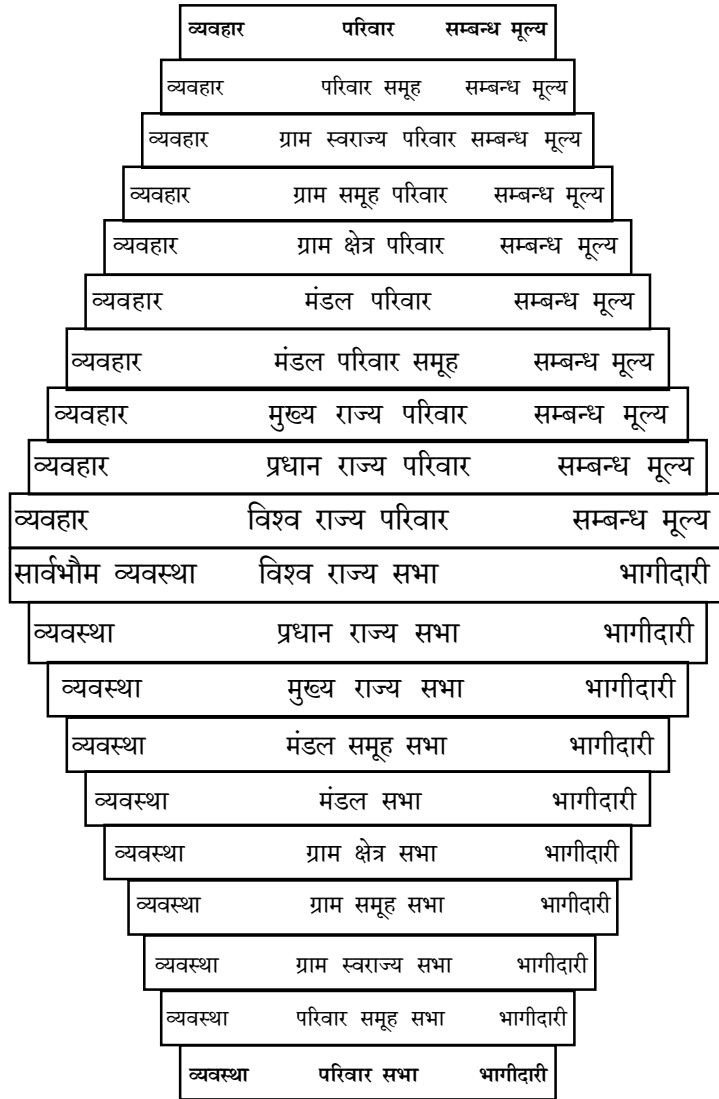 व्यवहार परिवार सम्बन्ध मूल्य
व्यवहार परिवार समूह सम्बन्ध मूल्य
व्यवहार ग्राम स्वराज्य परिवार सम्बन्ध मूल्य
व्यवहार ग्राम समूह परिवार सम्बन्ध मूल्य
व्यवहार ग्राम क्षेत्र परिवार सम्बन्ध मूल्य
व्यवहार मंडल परिवार सम्बन्ध मूल्य
व्यवहार मंडल परिवार समूह सम्बन्ध मूल्य
व्यवहार मुख्य राज्य परिवार सम्बन्ध मूल्य
व्यवहार प्रधान राज्य परिवार सम्बन्ध मूल्य
व्यवहार विश्व राज्य परिवार सम्बन्ध मूल्य
सार्वभौम व्यवस्था विश्व राज्य सभा भागीदारी
व्यवस्था प्रधान राज्य सभा भागीदारी
व्यवस्था मुख्य राज्य सभा भागीदारी
व्यवस्था मंडल समूह सभा भागीदारी
व्यवस्था मंडल सभा भागीदारी
व्यवस्था ग्राम क्षेत्र सभा भागीदारी
व्यवस्था ग्राम समूह सभा भागीदारी
व्यवस्था ग्राम स्वराज्य सभा भागीदारी
व्यवस्था परिवार समूह सभा भागीदारी
व्यवस्था परिवार सभा भागीदारी